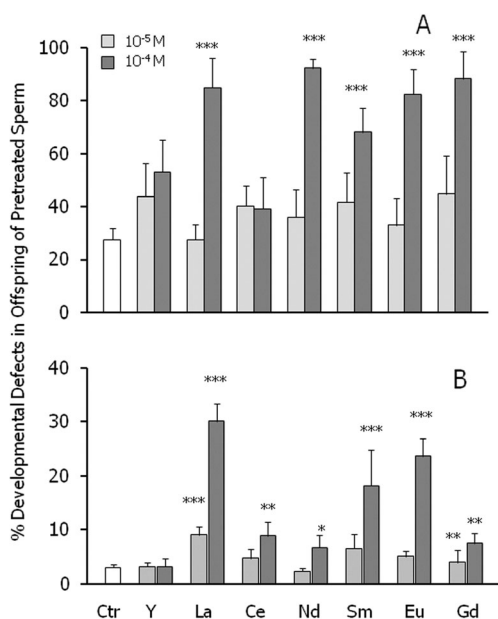 A
10⁻⁵ M
10⁻⁴ M
*** *** *** *** ***
100
80
60
40
20
0
% Developmental Defects in Offspring of Pretreated Sperm
B
*** *** ** * *** *** ** **
40
30
20
10
0
Ctr Y La Ce Nd Sm Eu Gd